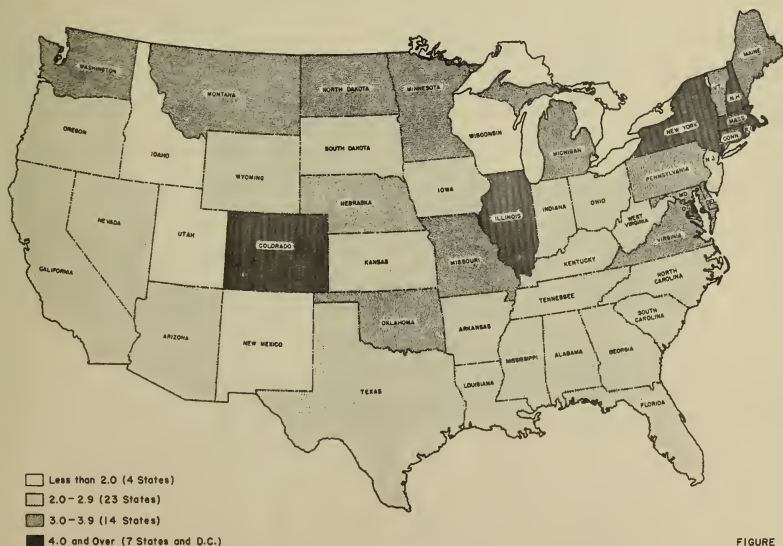 WASHINGTON
MONTANA
NORTH DAKOTA
MINNESOTA
MAINE
OREGON
IDAHO
WYOMING
SOUTH DAKOTA
WISCONSIN
MICHIGAN
NEW YORK
N.H.
MASS
CONN.
NEVADA
UTAH
COLORADO
NEBRASKA
IOWA
ILLINOIS
INDIANA
OHIO
PENNSYLVANIA
N.J.
MD.
WEST
VIRGINIA
VIRGINIA
CALIFORNIA
KANSAS
MISSOURI
KENTUCKY
NORTH
CAROLINA
TENNESSEE
SOUTH
CAROLINA
ARIZONA
NEW MEXICO
OKLAHOMA
ARKANSAS
MISSISSIPPI
ALABAMA
GEORGIA
TEXAS
LOUISIANA
FLORIDA
Less than 2.0 (4 States)
2.0-2.9 (23 States)
3.0-3.9 (14 States)
4.0 and Over (7 States and D.C.)
FIGURE